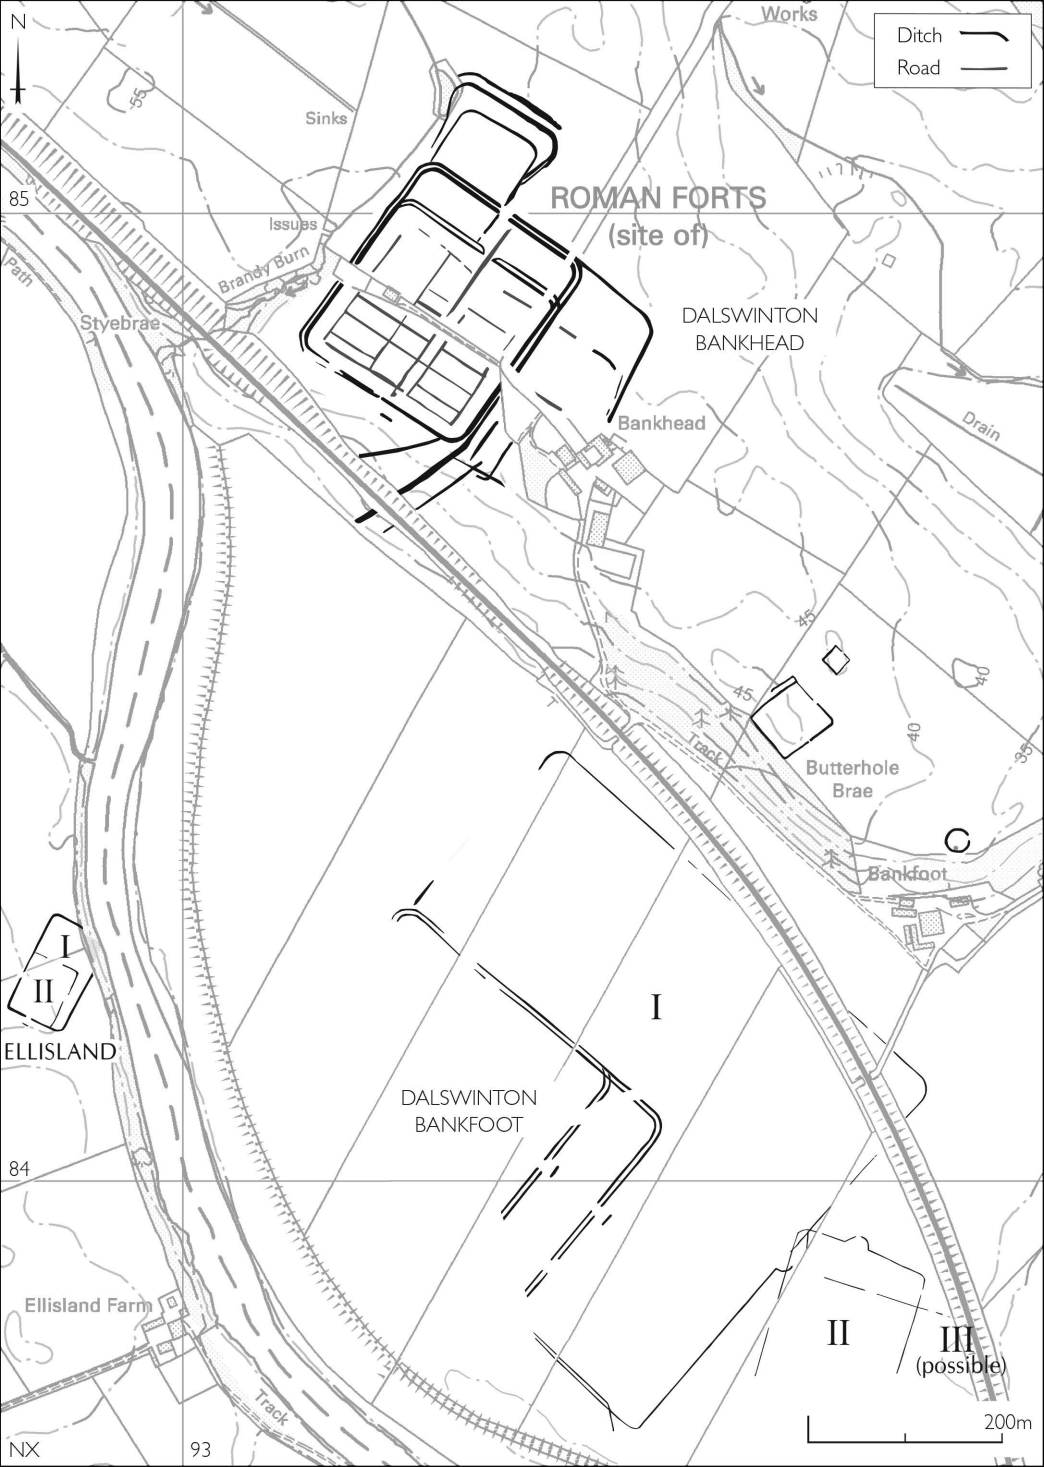 N
Works
Ditch
Road
55
Sinks
85
ROMAN FORTS
(site of)
Issues
Path
Brandy Burn
Styebrae
DALSWINTON
BANKHEAD
Bankhead
Drain
45
40
45
40
35
Track
Butterhole
Brae
Bankfoot
I
II
ELLISLAND
I
DALSWINTON
BANKFOOT
84
Ellisland Farm
II
III
(possible)
Track
200m
NX
93